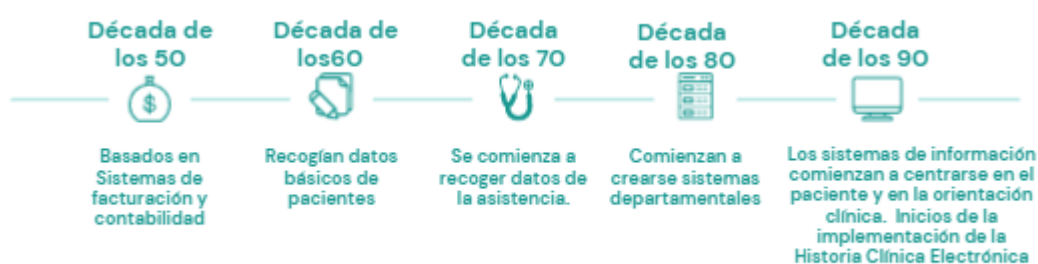 Década de
los 50
$
Basados en
Sistemas de
facturación y
contabilidad
Década de
los60
Recogían datos
básicos de
pacientes
Década
de los 70
Se comienza a
recoger datos de
la asistencia.
Década
de los 80
Comienzan a
crearse sistemas
departamentales
Década
de los 90
Los sistemas de información
comienzan a centrarse en el
paciente y en la orientación
clínica. Inicios de la
implementación de la
Historia Clínica Electrónica